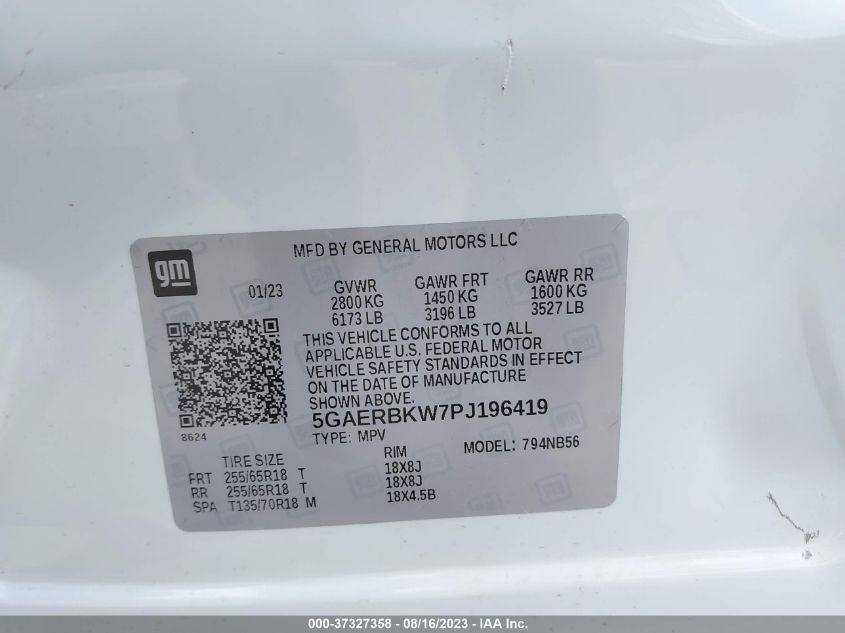 MFD BY GENERAL MOTORS LLC
gm
01/23
GVWR GAWR FRT GAWR RR
2800 KG 1450 KG 1600 KG
6173 LB 3196 LB 3527 LB
THIS VEHICLE CONFORMS TO ALL
APPLICABLE U.S. FEDERAL MOTOR
VEHICLE SAFETY STANDARDS IN EFFECT
ON THE DATE OF MANUFACTURE
SHOWN ABOVE.
5GAERBKW7PJ196419
8624
TYPE: MPV MODEL: 794NB56
TIRE SIZE RIM
FRT 255/65R18 T 18X8J
RR 255/65R18 T 18X8J
SPA T135/70R18 M 18X4.5B
000-37327358 - 08/16/2023 - © IAA Inc.